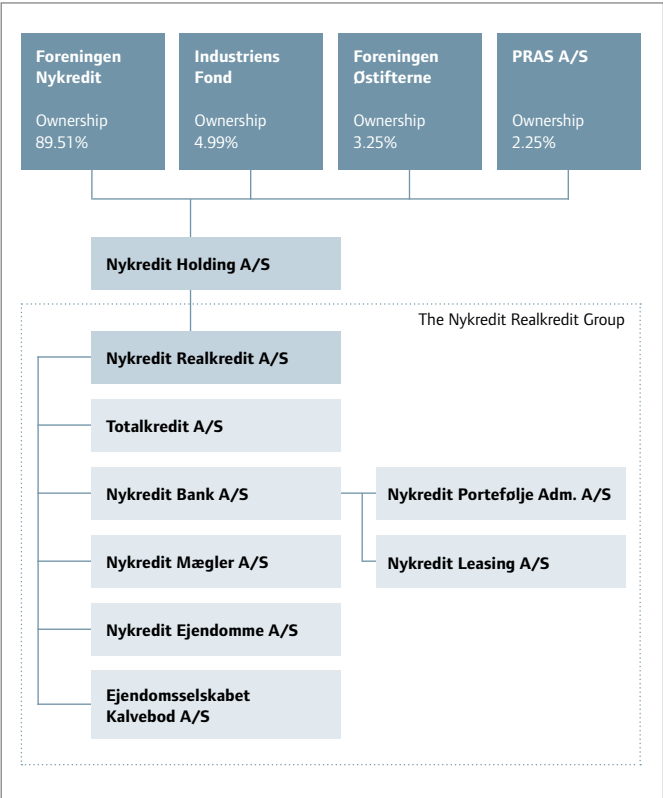 Foreningen
Nykredit
Ownership
89.51%
Industriens
Fond
Ownership
4.99%
Foreningen
Østifterne
Ownership
3.25%
PRAS A/S
Ownership
2.25%
Nykredit Holding A/S
The Nykredit Realkredit Group
Nykredit Realkredit A/S
Totalkredit A/S
Nykredit Bank A/S
Nykredit Portefølje Adm. A/S
Nykredit Mægler A/S
Nykredit Leasing A/S
Nykredit Ejendomme A/S
Ejendomsselskabet
Kalvebod A/S